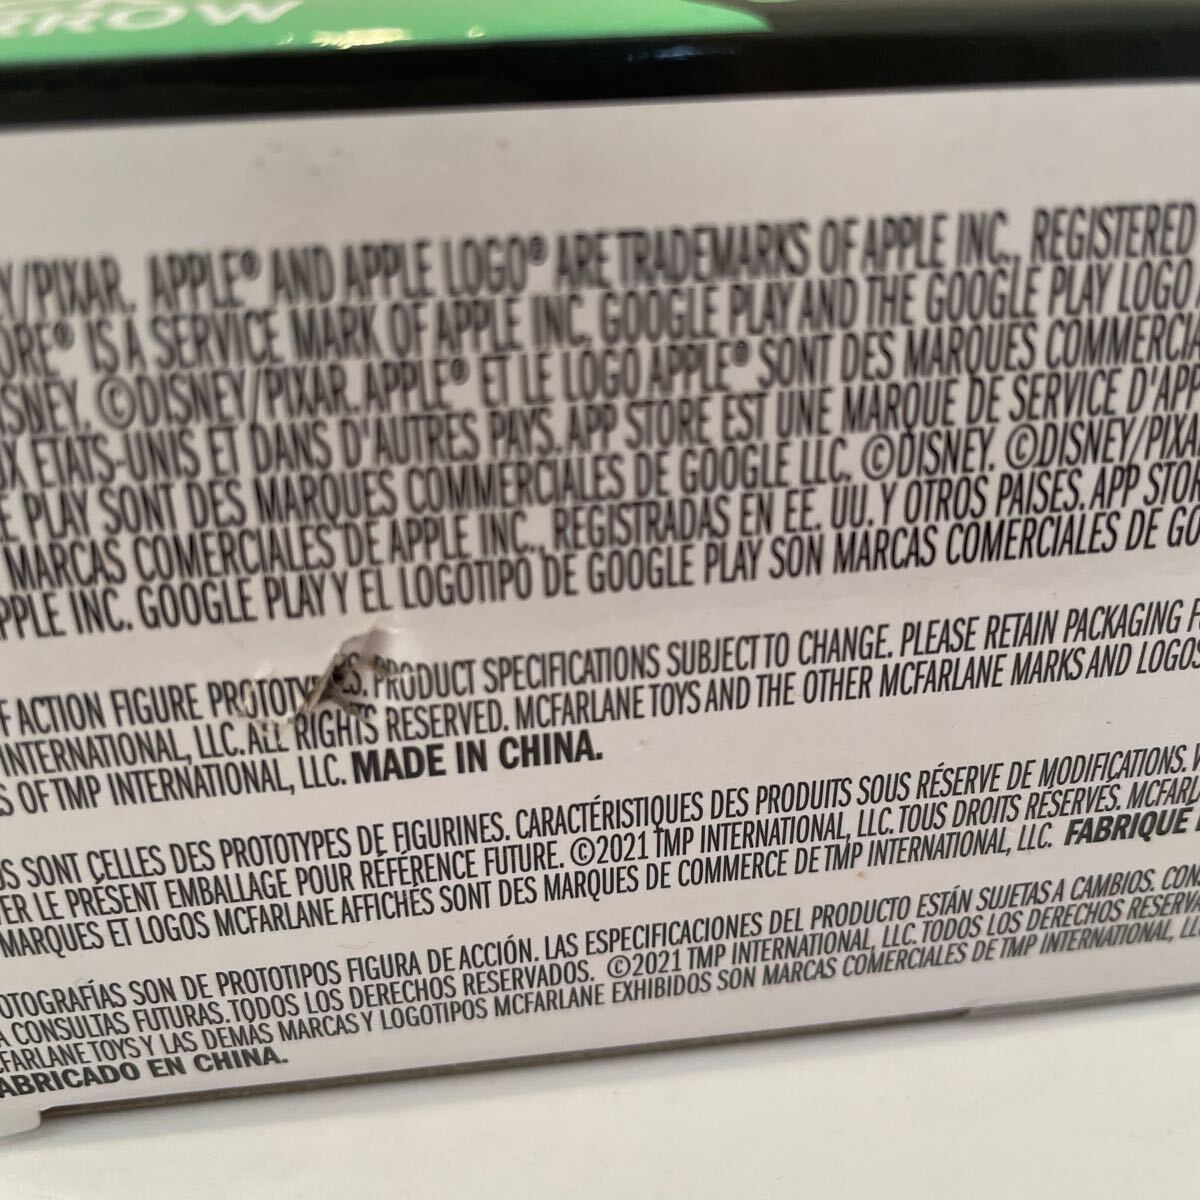 RROW
Y/PIXAR. APPLE® AND APPLE LOGO® ARE TRADEMARKS OF APPLE INC., REGISTERED
ORE® IS A SERVICE MARK OF APPLE INC. GOOGLE PLAY AND THE GOOGLE PLAY LOGO
ISNEY. ©DISNEY/PIXAR. APPLE® ET LE LOGO APPLE® SONT DES MARQUES COMMERCIA
UX ETATS-UNIS ET DANS D'AUTRES PAYS. APP STORE EST UNE MARQUE DE SERVICE D'APP
E PLAY SONT DES MARQUES COMMERCIALES DE GOOGLE LLC. ©DISNEY. ©DISNEY/PIXA
MARCAS COMERCIALES DE APPLE INC., REGISTRADAS EN EE. UU. Y OTROS PAISES. APP STOR
PPLE INC. GOOGLE PLAY Y EL LOGOTIPO DE GOOGLE PLAY SON MARCAS COMERCIALES DE GO
F ACTION FIGURE PROTOTYPES. PRODUCT SPECIFICATIONS SUBJECT TO CHANGE. PLEASE RETAIN PACKAGING F
INTERNATIONAL, LLC. ALL RIGHTS RESERVED. MCFARLANE TOYS AND THE OTHER MCFARLANE MARKS AND LOGOS
S OF TMP INTERNATIONAL, LLC. MADE IN CHINA.
US SONT CELLES DES PROTOTYPES DE FIGURINES. CARACTÉRISTIQUES DES PRODUITS SOUS RÉSERVE DE MODIFICATIONS. V
ER LE PRÉSENT EMBALLAGE POUR RÉFÉRENCE FUTURE. ©2021 TMP INTERNATIONAL, LLC. TOUS DROITS RÉSERVÉS. MCFARL
MARQUES ET LOGOS MCFARLANE AFFICHÉS SONT DES MARQUES DE COMMERCE DE TMP INTERNATIONAL, LLC. FABRIQUÉ
OTOGRAFÍAS SON DE PROTOTIPOS FIGURA DE ACCIÓN. LAS ESPECIFICACIONES DEL PRODUCTO ESTÁN SUJETAS A CAMBIOS. CONS
A CONSULTAS FUTURAS. TODOS LOS DERECHOS RESERVADOS. ©2021 TMP INTERNATIONAL, LLC. TODOS LOS DERECHOS RESERVA
CFARLANE TOYS Y LAS DEMAS MARCAS Y LOGOTIPOS MCFARLANE EXHIBIDOS SON MARCAS COMERCIALES DE TMP INTERNATIONAL, LL
ABRICADO EN CHINA.